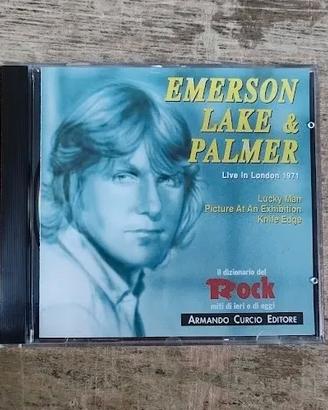 EMERSON
LAKE &
PALMER
Live In London 1971
Lucky Man
Picture At An Exhibition
Knife Edge
il dizionario del
Rock
miti di ieri e di oggi
ARMANDO CURCIO EDITORE